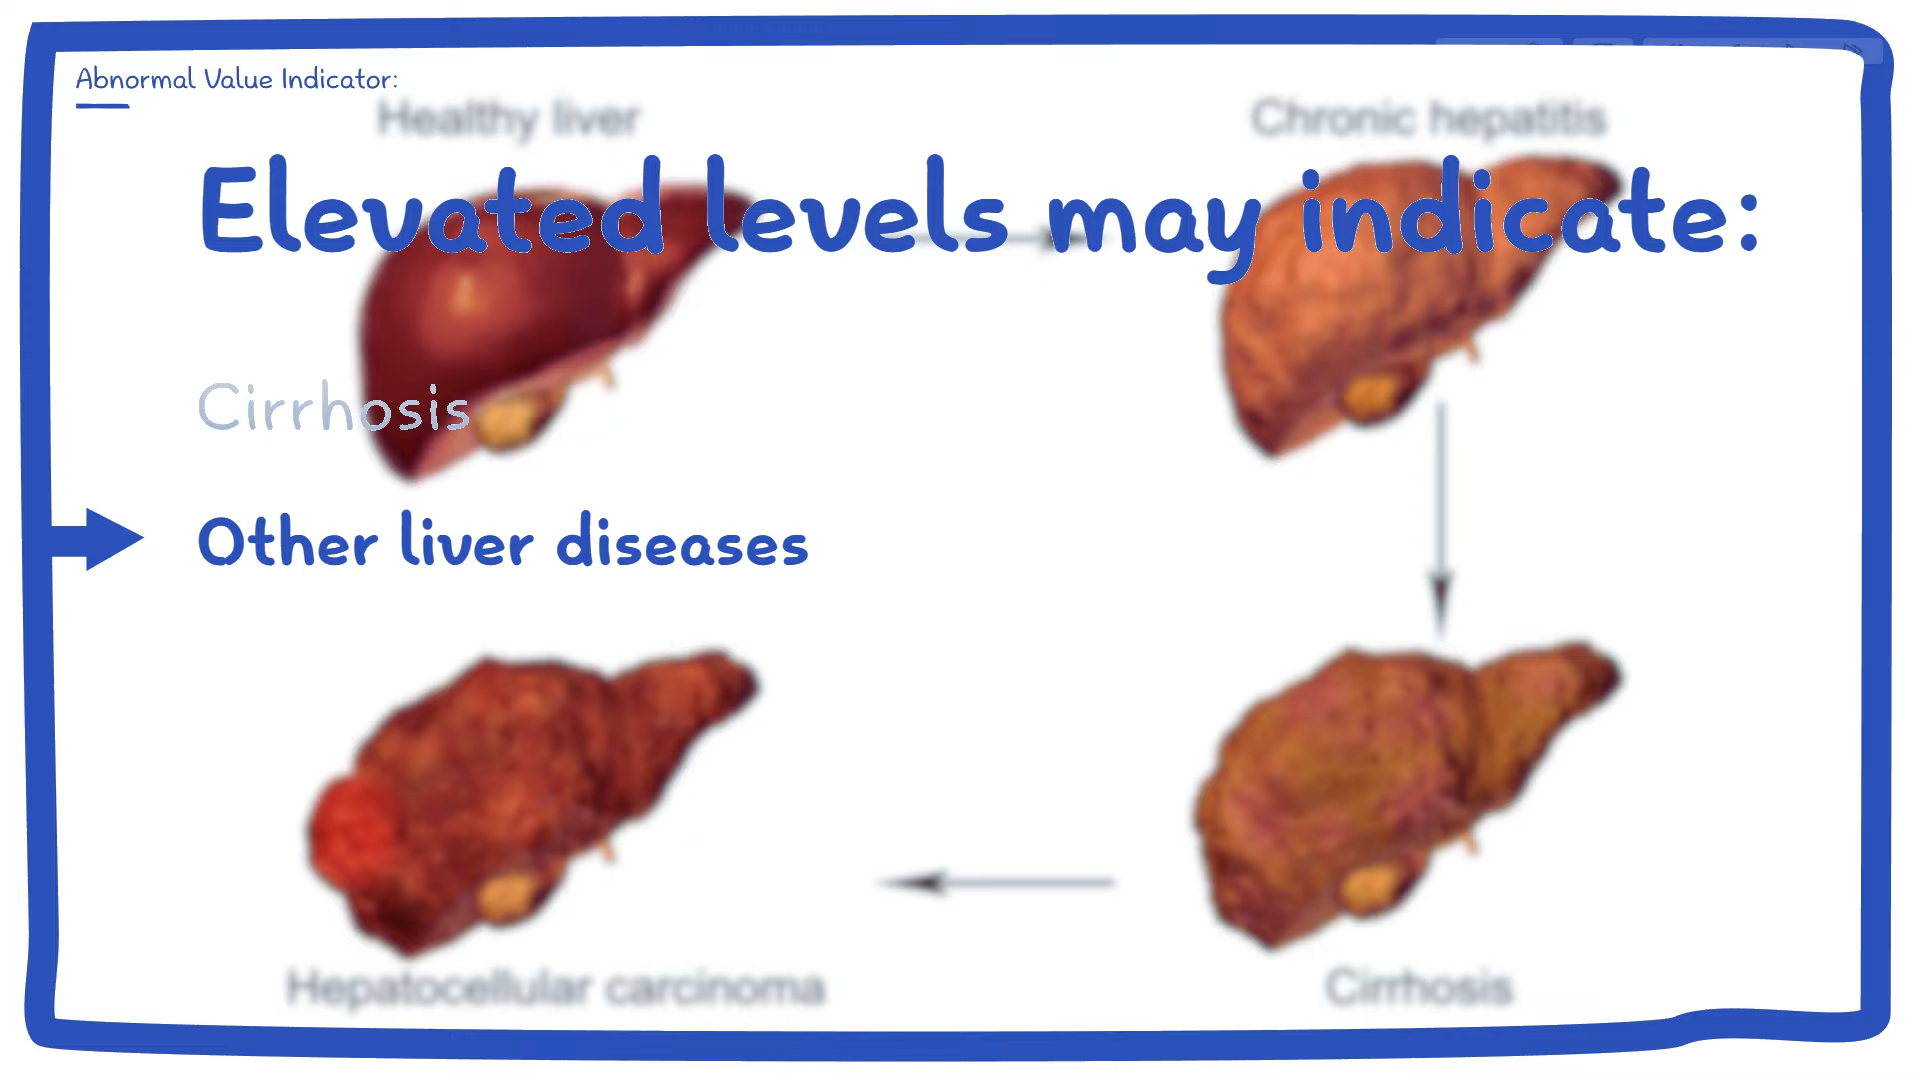 Abnormal Value Indicator:
Healthy liver
Chronic hepatitis
Elevated levels may indicate:
Cirrhosis
Other liver diseases
Hepatocellular carcinoma
Cirrhosis